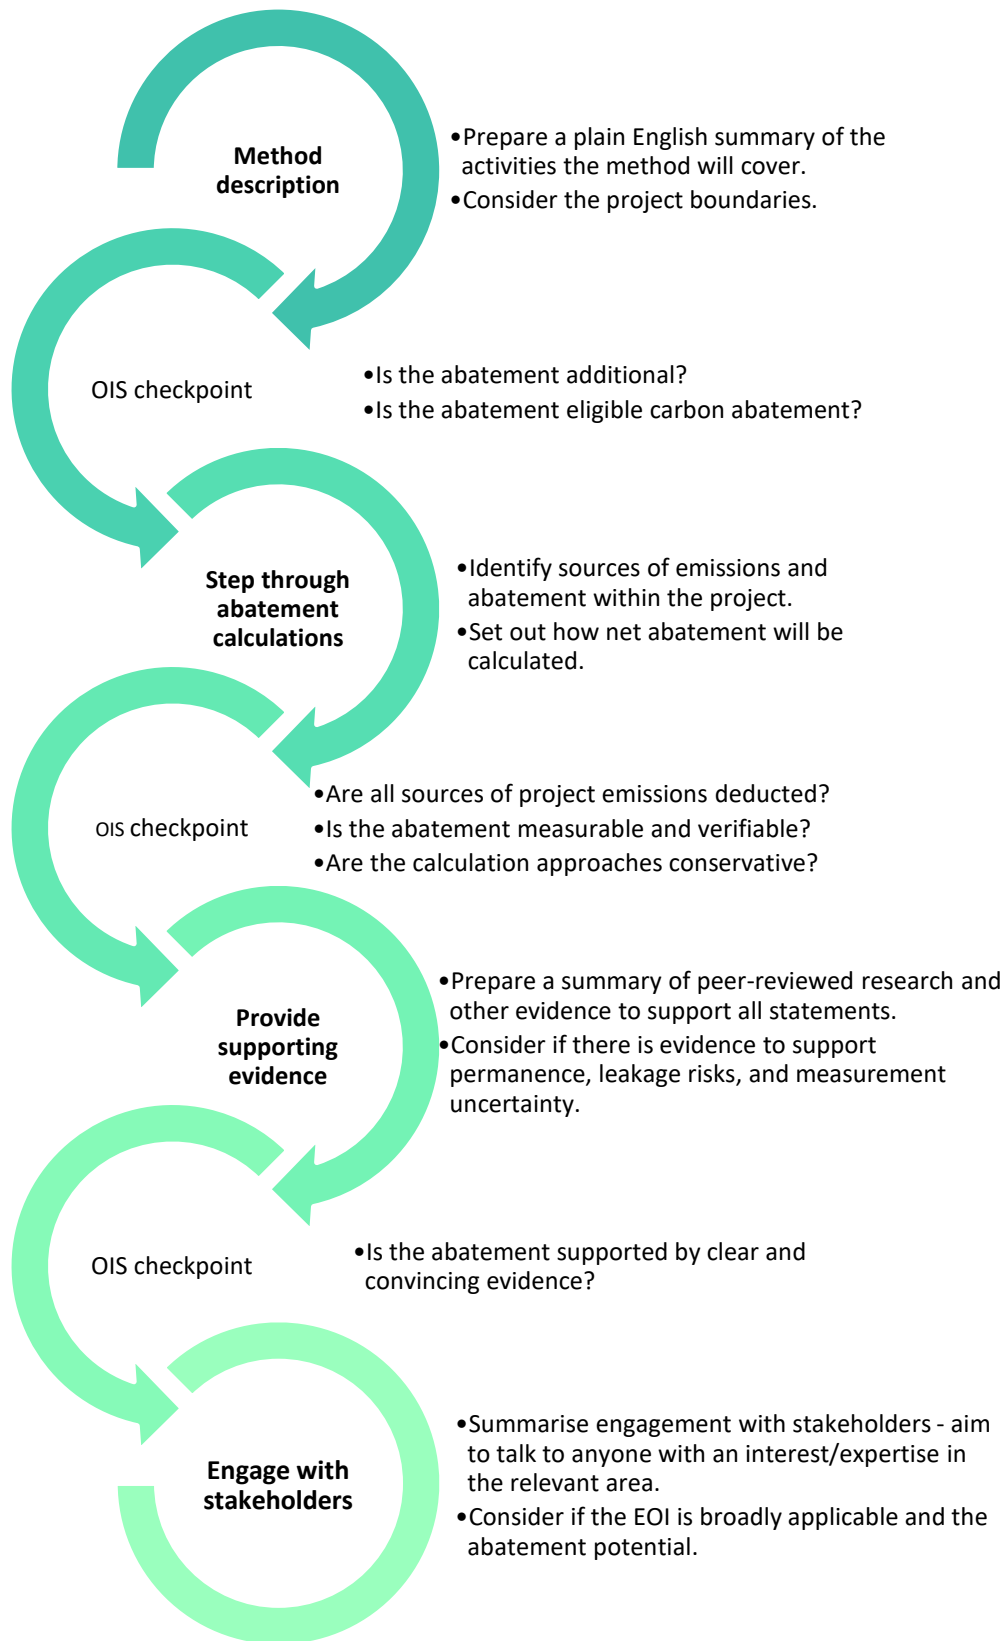 Method
description
•Prepare a plain English summary of the
activities the method will cover.
•Consider the project boundaries.
OIS checkpoint
•Is the abatement additional?
•Is the abatement eligible carbon abatement?
Step through
abatement
calculations
•Identify sources of emissions and
abatement within the project.
•Set out how net abatement will be
calculated.
OIS checkpoint
•Are all sources of project emissions deducted?
•Is the abatement measurable and verifiable?
•Are the calculation approaches conservative?
Provide
supporting
evidence
•Prepare a summary of peer-reviewed research and
other evidence to support all statements.
•Consider if there is evidence to support
permanence, leakage risks, and measurement
uncertainty.
OIS checkpoint
•Is the abatement supported by clear and
convincing evidence?
Engage with
stakeholders
•Summarise engagement with stakeholders - aim
to talk to anyone with an interest/expertise in
the relevant area.
•Consider if the EOI is broadly applicable and the
abatement potential.